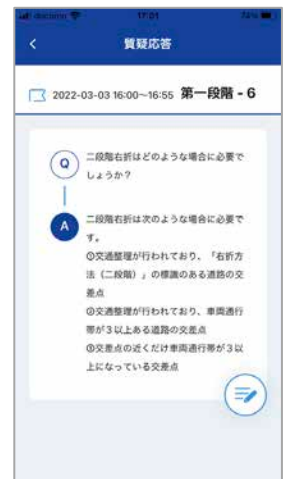 docomo 17:01
質疑応答
2022-03-03 16:00~16:55 第一段階 - 6
Q 二段階右折はどのような場合に必要で
しょうか？
A 二段階右折は次のような場合に必要で
す。
①交通整理が行われており、「右折方
法（二段階）」の標識のある道路の交
差点
①交通整理が行われており、車両通行
帯が３以上ある道路の交差点
①交差点の近くだけ車両通行帯が３以
上になっている交差点